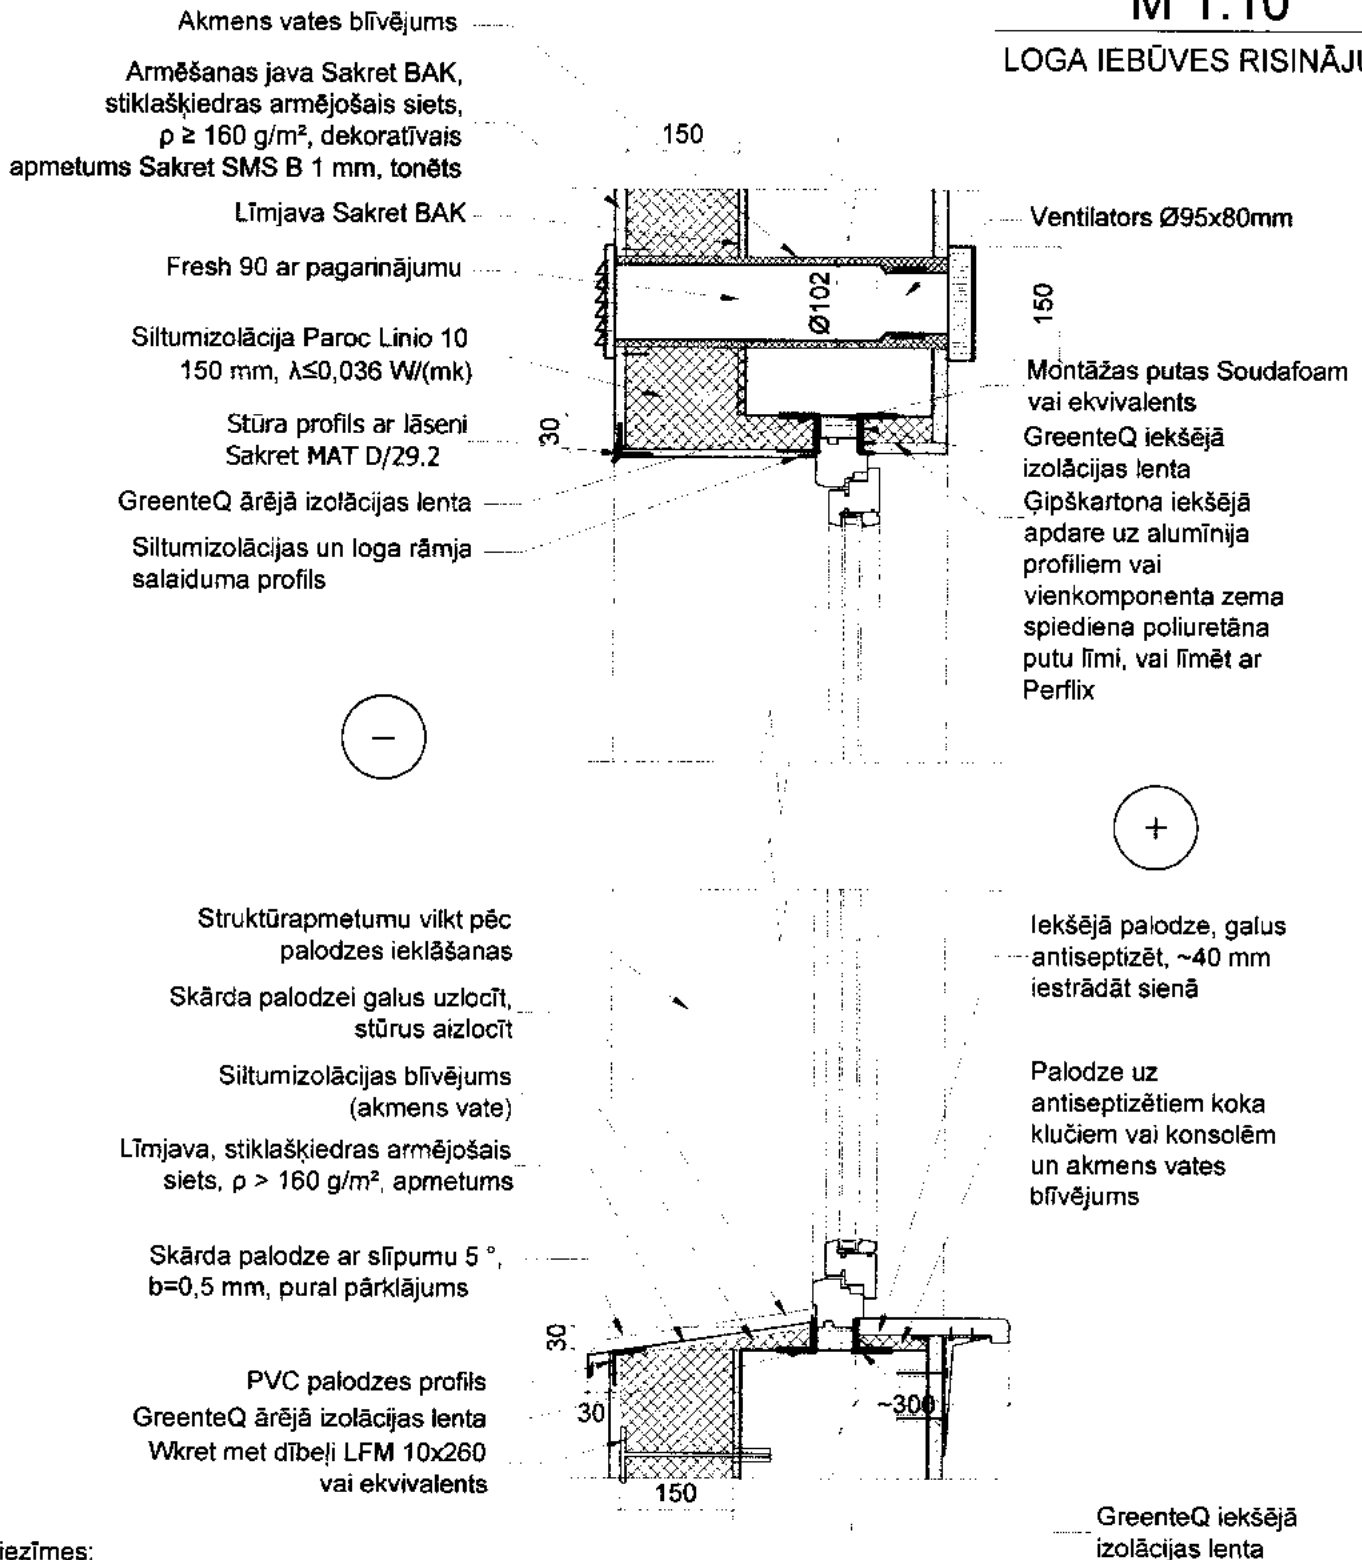 M 1:10
LOGA IEBŪVES RISINĀJU
Akmens vates blīvējums
Armēšanas java Sakret BAK,
stiklašķiedras armējošais siets,
ρ ≥ 160 g/m², dekoratīvais
apmetums Sakret SMS B 1 mm, tonēts
Līmjava Sakret BAK
Fresh 90 ar pagarinājumu
Siltumizolācija Paroc Linio 10
150 mm, λ≤0,036 W/(mk)
Stūra profils ar lāseni
Sakret MAT D/29.2
GreenteQ ārējā izolācijas lenta
Siltumizolācijas un loga rāmja
salaiduma profils
150
Ø102
30
150
Ventilators Ø95x80mm
Montāžas putas Soudafoam
vai ekvivalents
GreenteQ iekšējā
izolācijas lenta
Ģipškartona iekšējā
apdare uz alumīnija
profiliem vai
vienkomponenta zema
spiediena poliuretāna
putu līmi, vai līmēt ar
Perflix
−
+
Struktūrapmetumu vilkt pēc
palodzes ieklāšanas
Skārda palodzei galus uzlocīt,
stūrus aizlocīt
Siltumizolācijas blīvējums
(akmens vate)
Līmjava, stiklašķiedras armējošais
siets, ρ > 160 g/m², apmetums
Skārda palodze ar slīpumu 5 °,
b=0,5 mm, pural pārklājums
PVC palodzes profils
GreenteQ ārējā izolācijas lenta
Wkret met dībeļi LFM 10x260
vai ekvivalents
30
30
150
~300
Iekšējā palodze, galus
antiseptizēt, ~40 mm
iestrādāt sienā
Palodze uz
antiseptizētiem koka
klučiem vai konsolēm
un akmens vates
blīvējums
GreenteQ iekšējā
izolācijas lenta
iezīmes: